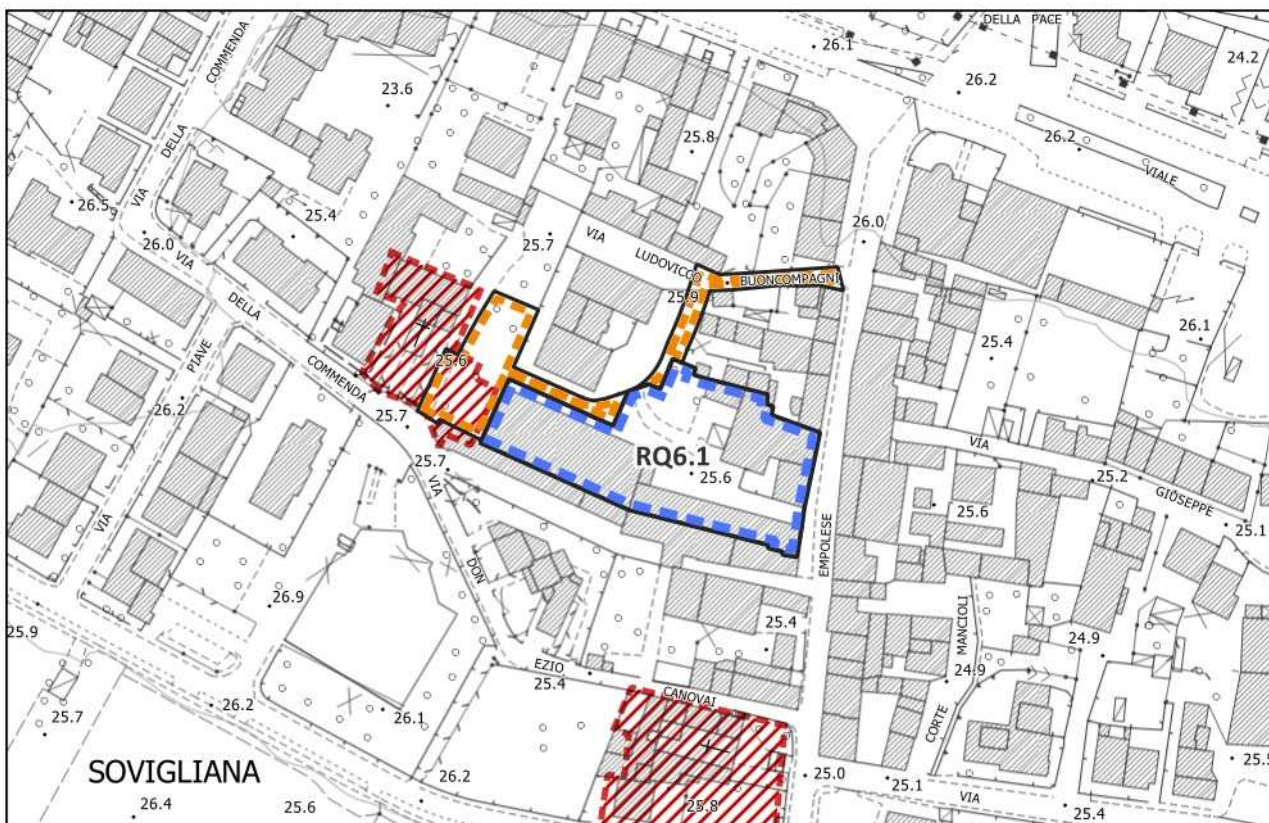 DELLA PACE
26.1
24.2
26.2
COMMENDA
23.6
25.8
26.2
DELLA
VIALE
VIA
26.5
25.4
26.0
25.7
26.0
VIA
VIA
LUDOVICO
BUONCOMPAGNI
25.9
DELLA
25.4
26.1
25.6
COMMENDA
PIAVE
26.2
25.7
VIA
25.7
RQ6.1
25.6
25.2
GIUSEPPE
25.1
VIA
25.6
VIA
DON
EMPOLESE
26.9
25.9
25.4
MANCIOLI
24.9
EZIO
25.4
CANOVAI
24.9
25.7
26.2
26.1
CORTE
SOVIGLIANA
26.2
25.0
25.1
25.5
26.4
25.6
25.8
VIA
25.4